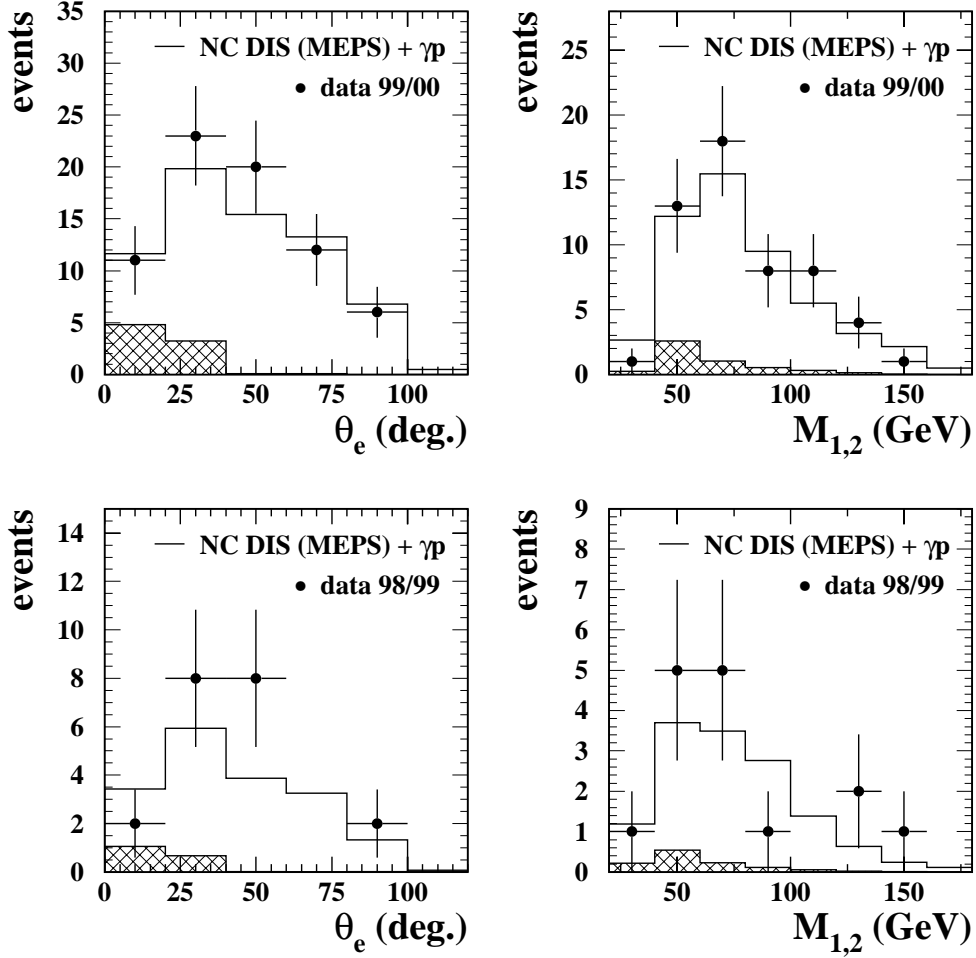 events
35
30
25
20
15
10
5
0
NC DIS (MEPS) + γp
data 99/00
0 25 50 75 100
θe (deg.)
events
25
20
15
10
5
0
NC DIS (MEPS) + γp
data 99/00
50 100 150
M1,2 (GeV)
events
14
12
10
8
6
4
2
0
NC DIS (MEPS) + γp
data 98/99
0 25 50 75 100
θe (deg.)
events
9
8
7
6
5
4
3
2
1
0
NC DIS (MEPS) + γp
data 98/99
50 100 150
M1,2 (GeV)